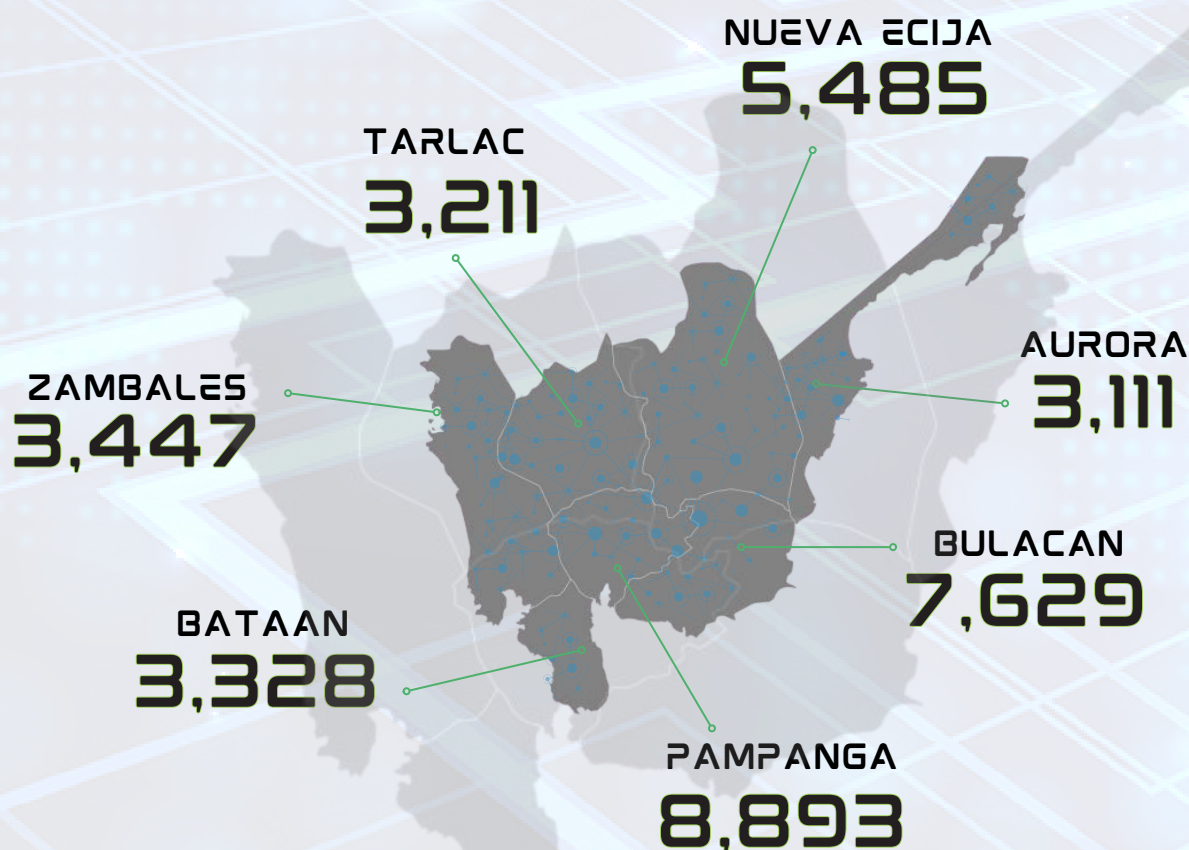 NUEVA ECIJA
5,485
TARLAC
3,211
AURORA
3,111
ZAMBALES
3,447
BULACAN
7,629
BATAAN
3,328
PAMPANGA
8,893